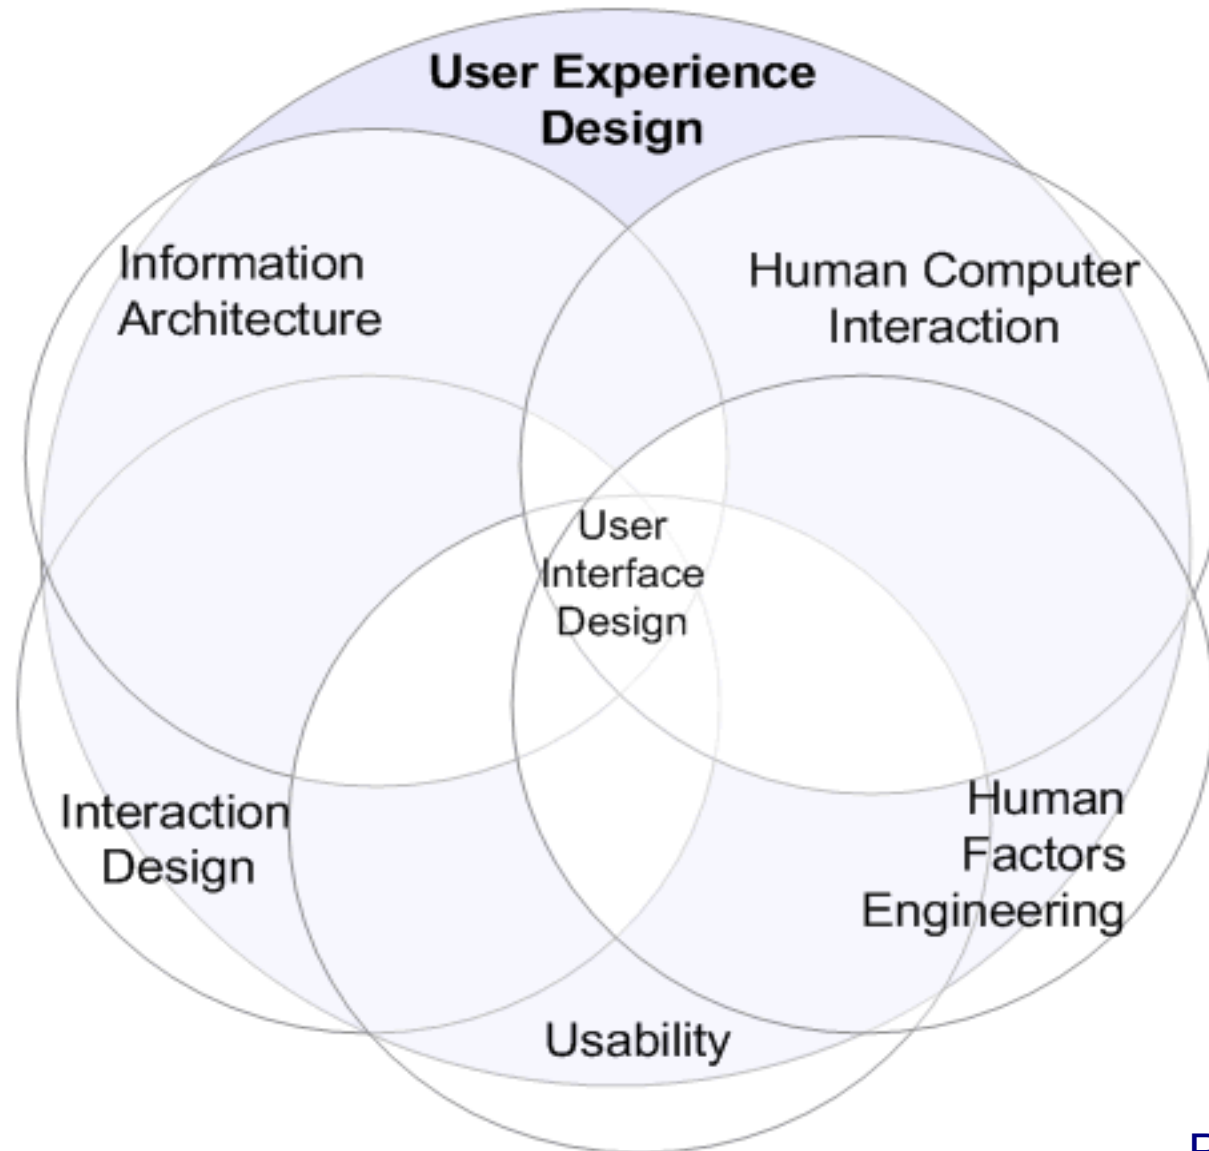 User Experience
Design
Information
Architecture
Human Computer
Interaction
User
Interface
Design
Interaction
Design
Human
Factors
Engineering
Usability